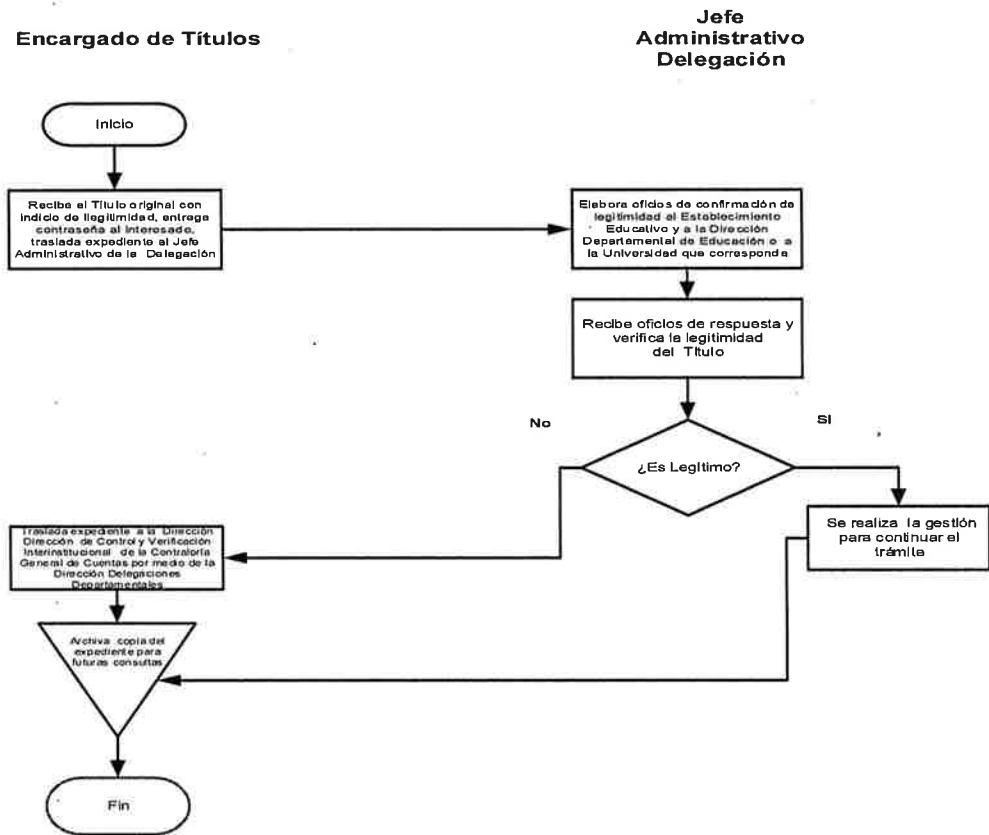 Encargado de Títulos
Jefe
Administrativo
Delegación
Inicio
Recibe el Título original con
indicio de Ilegitimidad, entrega
contraseña al Interesado,
traslada expediente al Jefe
Administrativo de la Delegación
Elabora oficios de confirmación de
legitimidad al Establecimiento
Educativo y a la Dirección
Departamental de Educación o a
la Universidad que corresponda
Recibe oficios de respuesta y
verifica la legitimidad
del Título
No
Si
¿Es Legítimo?
Se realiza la gestión
para continuar el
trámite
Traslada expediente a la Dirección
Dirección de Control y Verificación
Interinstitucional de la Contraloría
General de Cuentas por medio de la
Dirección Delegaciones
Departamentales
Archiva copia del
expediente para
futuras consultas
Fin